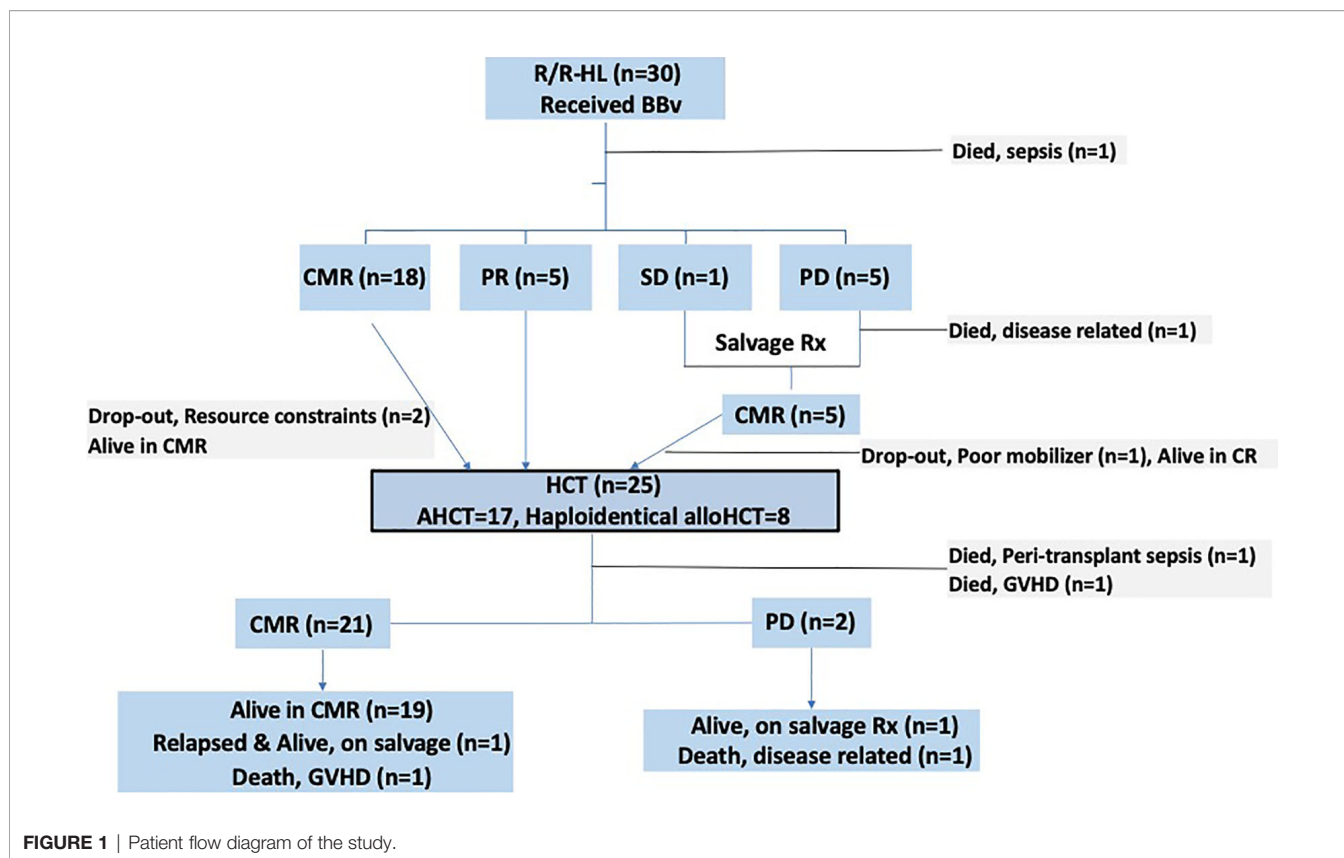 R/R-HL (n=30)
Received BBv
Died, sepsis (n=1)
CMR (n=18)
PR (n=5)
SD (n=1)
PD (n=5)
Died, disease related (n=1)
Salvage Rx
CMR (n=5)
Drop-out, Resource constraints (n=2)
Alive in CMR
Drop-out, Poor mobilizer (n=1), Alive in CR
HCT (n=25)
AHCT=17, Haploidentical alloHCT=8
Died, Peri-transplant sepsis (n=1)
Died, GVHD (n=1)
CMR (n=21)
PD (n=2)
Alive in CMR (n=19)
Relapsed & Alive, on salvage (n=1)
Death, GVHD (n=1)
Alive, on salvage Rx (n=1)
Death, disease related (n=1)
FIGURE 1 | Patient flow diagram of the study.